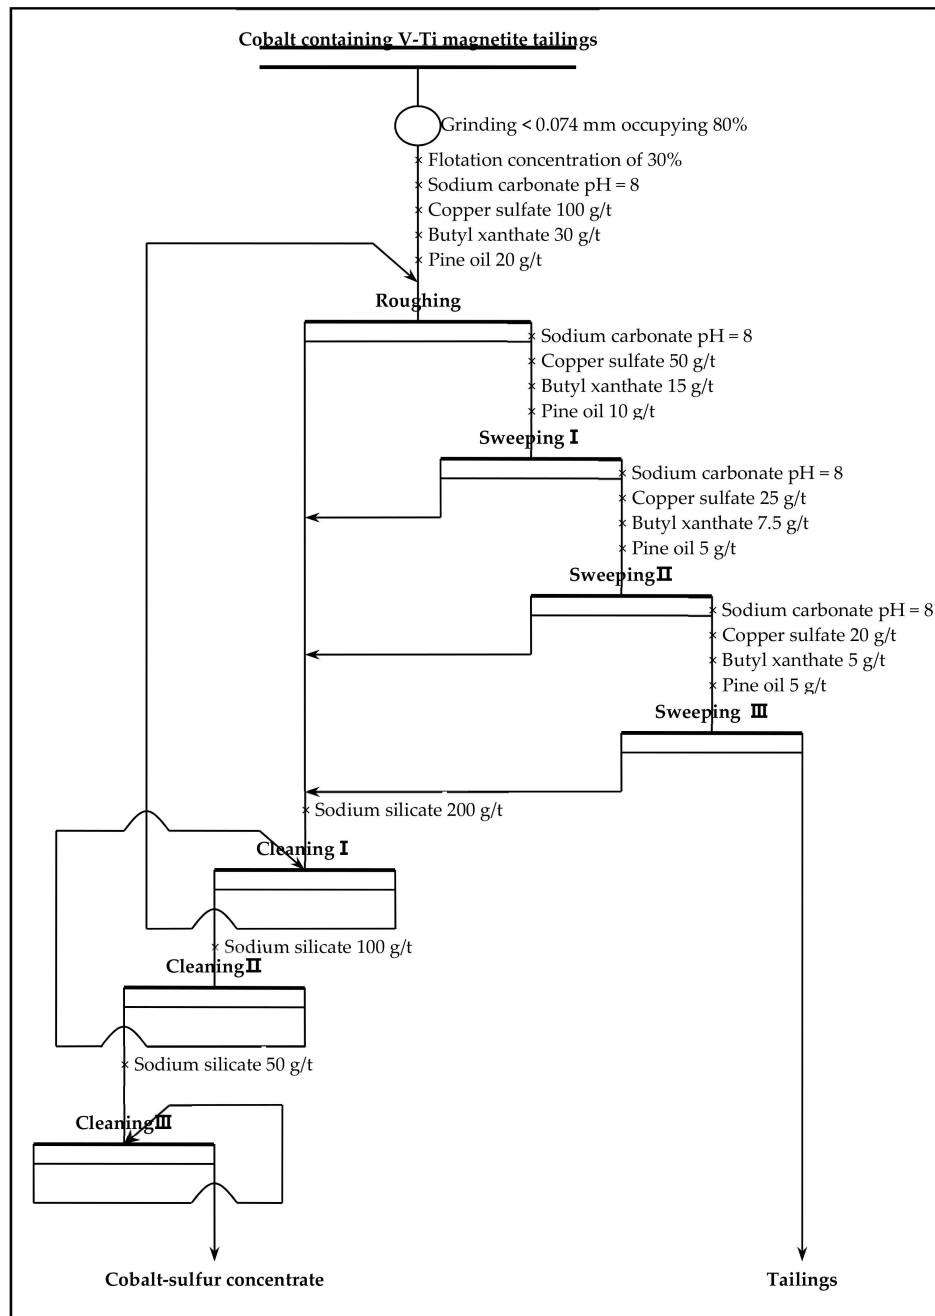 Cobalt containing V-Ti magnetite tailings
Grinding < 0.074 mm occupying 80%
× Flotation concentration of 30%
× Sodium carbonate pH = 8
× Copper sulfate 100 g/t
× Butyl xanthate 30 g/t
× Pine oil 20 g/t
Roughing
× Sodium carbonate pH = 8
× Copper sulfate 50 g/t
× Butyl xanthate 15 g/t
× Pine oil 10 g/t
Sweeping Ⅰ
× Sodium carbonate pH = 8
× Copper sulfate 25 g/t
× Butyl xanthate 7.5 g/t
× Pine oil 5 g/t
Sweeping Ⅱ
× Sodium carbonate pH = 8
× Copper sulfate 20 g/t
× Butyl xanthate 5 g/t
× Pine oil 5 g/t
Sweeping Ⅲ
× Sodium silicate 200 g/t
Cleaning Ⅰ
× Sodium silicate 100 g/t
Cleaning Ⅱ
× Sodium silicate 50 g/t
Cleaning Ⅲ
Cobalt-sulfur concentrate
Tailings